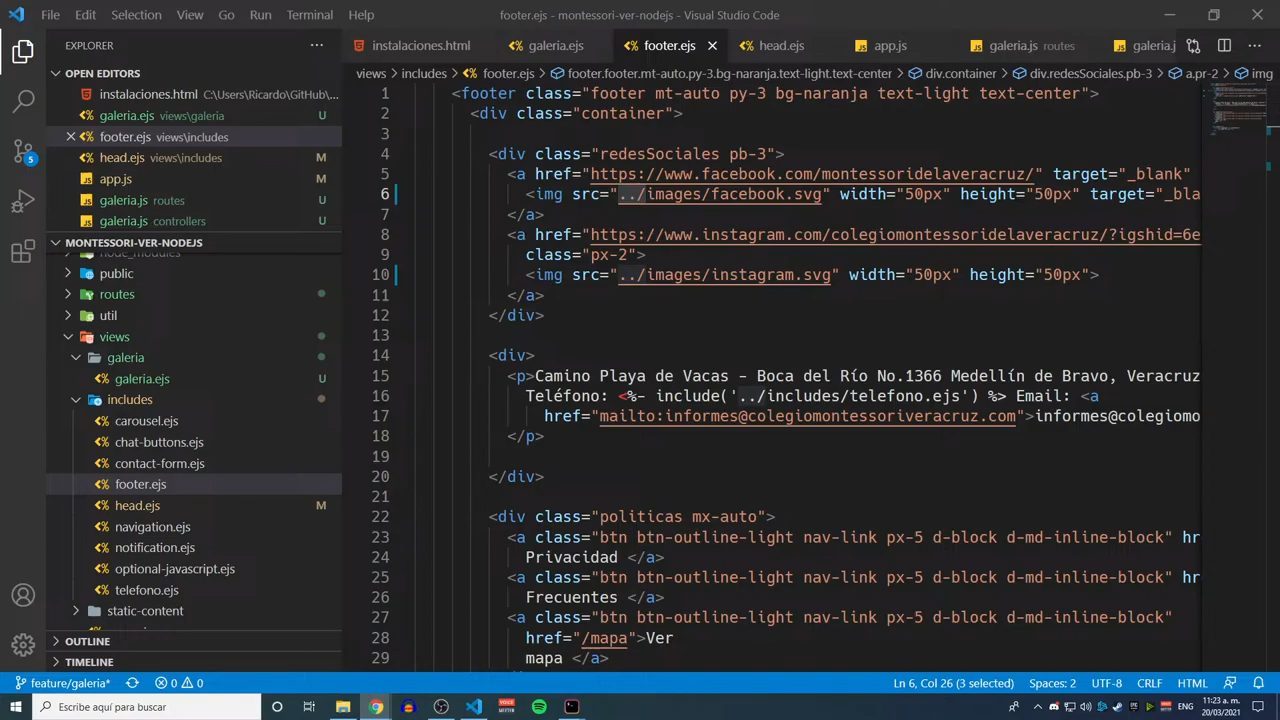 File Edit Selection View Go Run Terminal Help footer.ejs - montessori-ver-nodejs - Visual Studio Code
EXPLORER
instalaciones.html galeria.ejs footer.ejs head.ejs app.js galeria.js routes galeria.j
OPEN EDITORS
instalaciones.html C:\Users\Ricardo\GitHub\...
galeria.ejs views\galeria U
footer.ejs views\includes
head.ejs views\includes M
app.js M
galeria.js routes U
galeria.js controllers U
MONTESSORI-VER-NODEJS
node_modules
public
routes
util
views
galeria
galeria.ejs U
includes
carousel.ejs
chat-buttons.ejs
contact-form.ejs
footer.ejs
head.ejs M
navigation.ejs
notification.ejs
optional-javascript.ejs
telefono.ejs
static-content
OUTLINE
TIMELINE
views > includes > footer.ejs > footer.footer.mt-auto.py-3.bg-naranja.text-light.text-center > div.container > div.redesSociales.pb-3 > a.pr-2 > img
1 <footer class="footer mt-auto py-3 bg-naranja text-light text-center">
2 <div class="container">
3
4 <div class="redesSociales pb-3">
5 <a href="https://www.facebook.com/montessoridelaveracruz/" target="_blank"
6 <img src="../images/facebook.svg" width="50px" height="50px" target="_bla
7 </a>
8 <a href="https://www.instagram.com/colegiomontessoridelaveracruz/?igshid=6e
9 class="px-2">
10 <img src="../images/instagram.svg" width="50px" height="50px">
11 </a>
12 </div>
13
14 <div>
15 <p>Camino Playa de Vacas - Boca del Río No.1366 Medellín de Bravo, Veracruz
16 Teléfono: <%- include('../includes/telefono.ejs') %> Email: <a
17 href="mailto:informes@colegiomontessoriveracruz.com">informes@colegiomo
18 </p>
19
20 </div>
21
22 <div class="politicas mx-auto">
23 <a class="btn btn-outline-light nav-link px-5 d-block d-md-inline-block" hr
24 Privacidad </a>
25 <a class="btn btn-outline-light nav-link px-5 d-block d-md-inline-block" hr
26 Frecuentes </a>
27 <a class="btn btn-outline-light nav-link px-5 d-block d-md-inline-block"
28 href="/mapa">Ver
29 mapa </a>
5
feature/galeria* 0 0 Ln 6, Col 26 (3 selected) Spaces: 2 UTF-8 CRLF HTML
Escribe aquí para buscar ENG 11:23 a. m.
20/03/2021